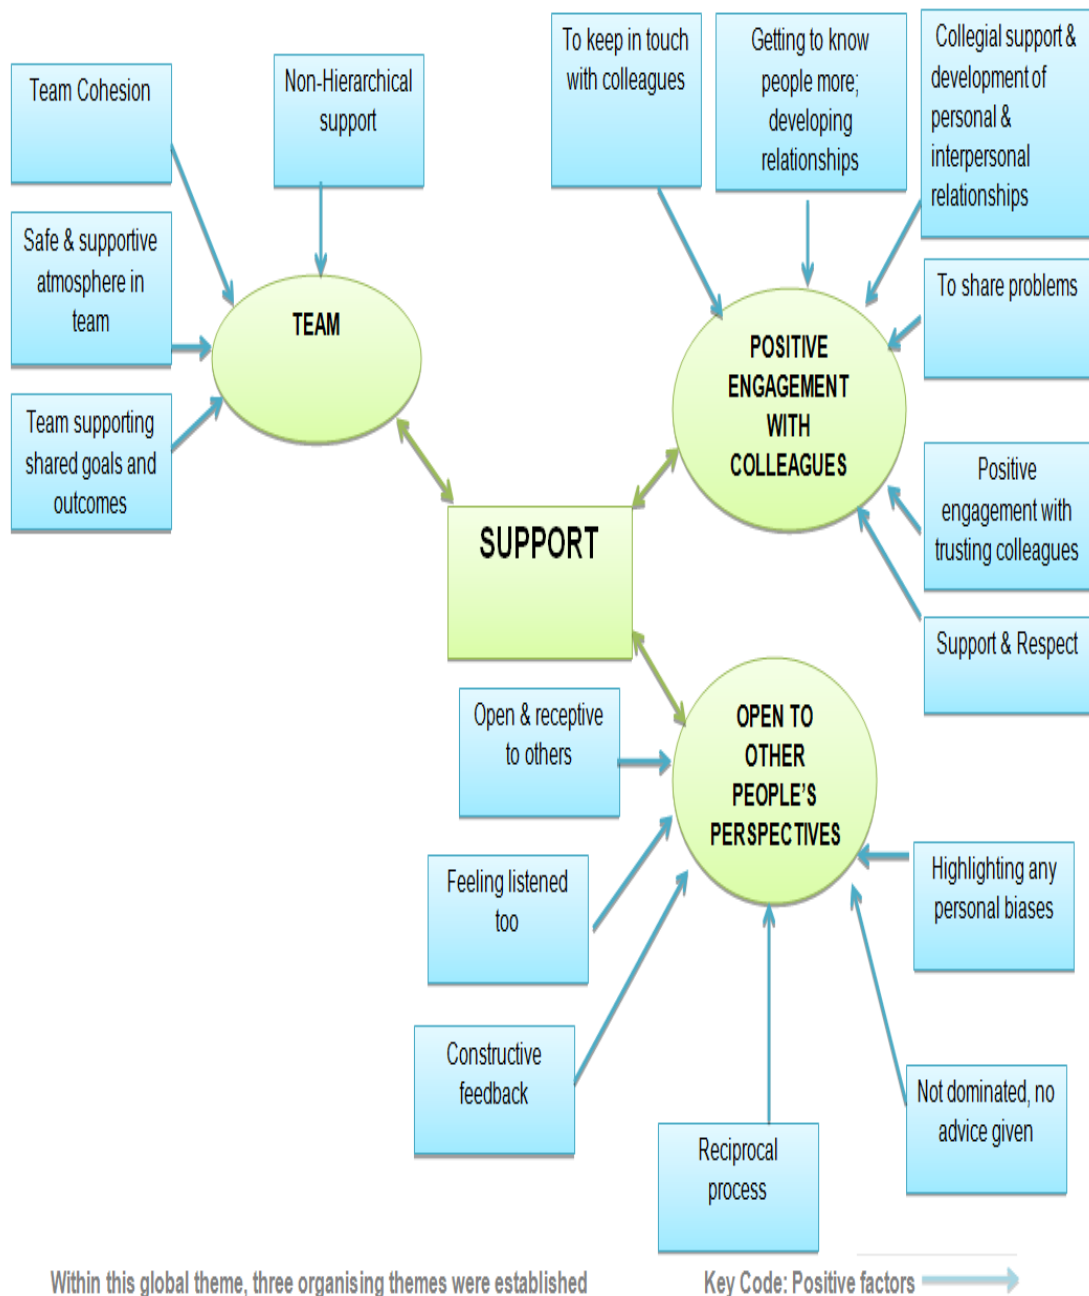 Team Cohesion
Non-Hierarchical
support
To keep in touch
with colleagues
Getting to know
people more;
developing
relationships
Collegial support &
development of
personal &
interpersonal
relationships
Safe & supportive
atmosphere in
team
TEAM
To share problems
POSITIVE
ENGAGEMENT
WITH
COLLEAGUES
Team supporting
shared goals and
outcomes
Positive
engagement with
trusting colleagues
SUPPORT
Support & Respect
Open & receptive
to others
OPEN TO
OTHER
PEOPLE'S
PERSPECTIVES
Feeling listened
too
Highlighting any
personal biases
Constructive
feedback
Not dominated, no
advice given
Reciprocal
process
Within this global theme, three organising themes were established
Key Code: Positive factors